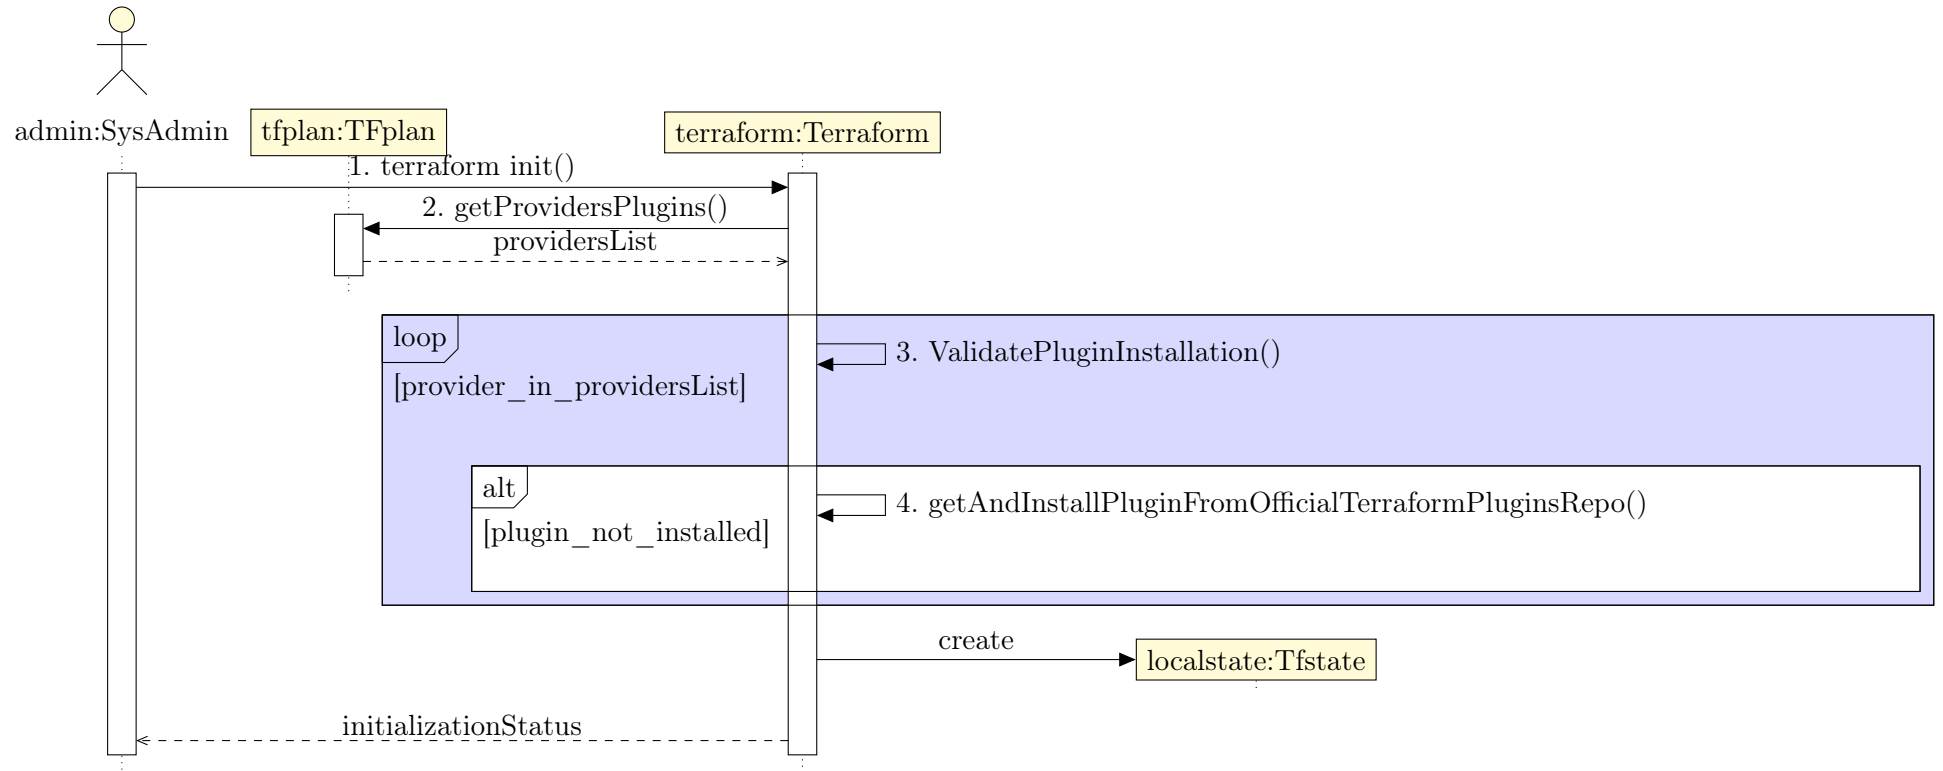 admin:SysAdmin
tfplan:TFplan
terraform:Terraform
1. terraform init()
2. getProvidersPlugins()
providersList
loop
3. ValidatePluginInstallation()
[provider_in_providersList]
alt
4. getAndInstallPluginFromOfficialTerraformPluginsRepo()
[plugin_not_installed]
create
localstate:Tfstate
initializationStatus